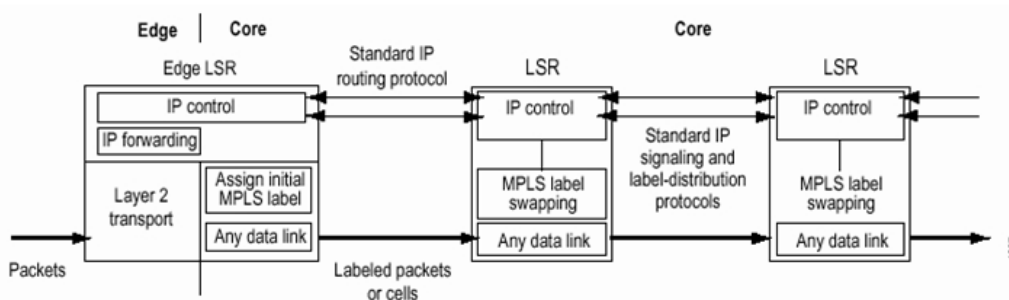 Edge
Core
Core
Edge LSR
Standard IP
routing protocol
LSR
LSR
IP control
IP control
IP control
IP forwarding
Layer 2
transport
Assign initial
MPLS label
Standard IP
signaling and
label-distribution
protocols
MPLS label
swapping
MPLS label
swapping
Any data link
Any data link
Any data link
Packets
Labeled packets
or cells